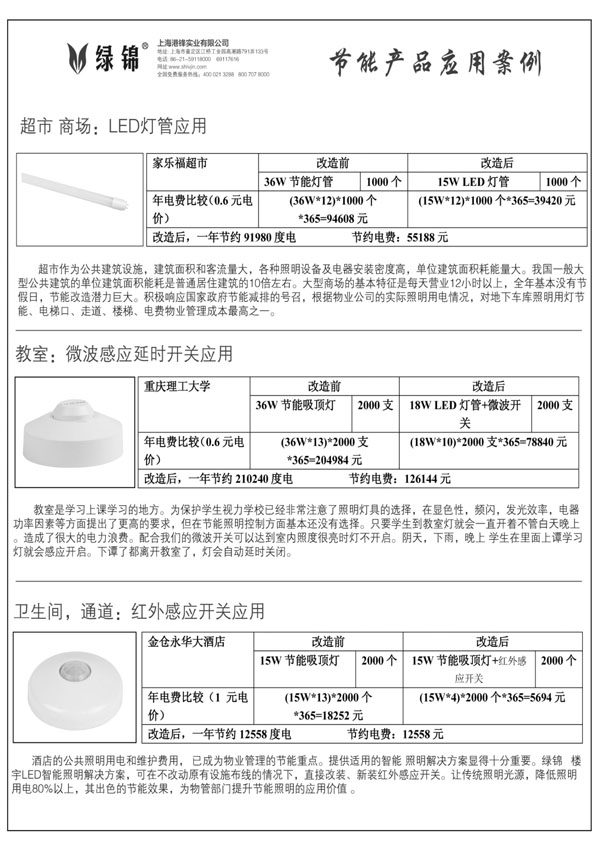 绿锦®
上海港锋实业有限公司
地址: 上海市嘉定区江桥工业园高潮路791弄133号
电话: 86-21-59118000 69117616
网址:www.shlvjin.com
全国免费服务热线: 400 021 3288 800 707 8000
节能产品应用案例
超市 商场：LED灯管应用
家乐福超市 改造前 改造后
36W 节能灯管 1000 个 15W LED 灯管 1000 个
年电费比较（0.6 元电价） (36W*12)*1000 个 *365=94608 元 (15W*12)*1000 个*365=39420 元
改造后，一年节约 91980 度电 节约电费：55188 元
超市作为公共建筑设施，建筑面积和客流量大，各种照明设备及电器安装密度高，单位建筑面积耗能量大。我国一般大
型公共建筑的单位建筑面积能耗是普通居住建筑的10倍左右。大型商场的基本特征是每天营业12小时以上，全年基本没有节
假日，节能改造潜力巨大。积极响应国家政府节能减排的号召，根据物业公司的实际照明用电情况，对地下车库照明用灯节
能、电梯口、走道、楼梯、电费物业管理成本最高之一。
教室：微波感应延时开关应用
重庆理工大学 改造前 改造后
36W 节能吸顶灯 2000 支 18W LED 灯管+微波开关 2000 支
年电费比较（0.6 元电价） (36W*13)*2000 支 *365=204984 元 (18W*10)*2000 支*365=78840 元
改造后，一年节约 210240 度电 节约电费：126144 元
教室是学习上课学习的地方。为保护学生视力学校已经非常注意了照明灯具的选择，在显色性，频闪，发光效率，电器
功率因素等方面提出了更高的要求，但在节能照明控制方面基本还没有选择。只要学生到教室灯就会一直开着不管白天晚上
。造成了很大的电力浪费。配合我们的微波开关可以达到室内照度很亮时灯不开启。阴天，下雨，晚上 学生在里面上谭学习
灯就会感应开启。下谭了都离开教室了，灯会自动延时关闭。
卫生间，通道：红外感应开关应用
金仓永华大酒店 改造前 改造后
15W 节能吸顶灯 2000 个 15W 节能吸顶灯+红外感应开关 2000 个
年电费比较（1 元电价） (15W*13)*2000 个 *365=18252 元 (15W*4)*2000 个*365=5694 元
改造后，一年节约 12558 度电 节约电费：12558 元
酒店的公共照明用电和维护费用， 已成为物业管理的节能重点。提供适用的智能 照明解决方案显得十分重要。绿锦 楼
宇LED智能照明解决方案，可在不改动原有设施布线的情况下，直接改装、新装红外感应开关。让传统照明光源，降低照明
用电80%以上，其出色的节能效果，为物管部门提升节能照明的应用价值 。